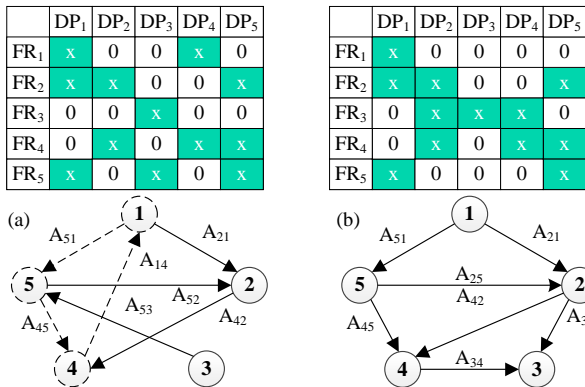 DP1 DP2 DP3 DP4 DP5
FR1 x 0 0 x 0
FR2 x x 0 0 x
FR3 0 0 x 0 0
FR4 0 x 0 x x
FR5 x 0 x 0 x
DP1 DP2 DP3 DP4 DP5
FR1 x 0 0 0 0
FR2 x x 0 0 x
FR3 0 x x x 0
FR4 0 x 0 x x
FR5 x 0 0 0 x
(a)
1
A51
A21
A14
5
2
A52
A53
A45
A42
4
3
(b)
1
A51
A21
5
A25
2
A42
A45
A3
4
A34
3